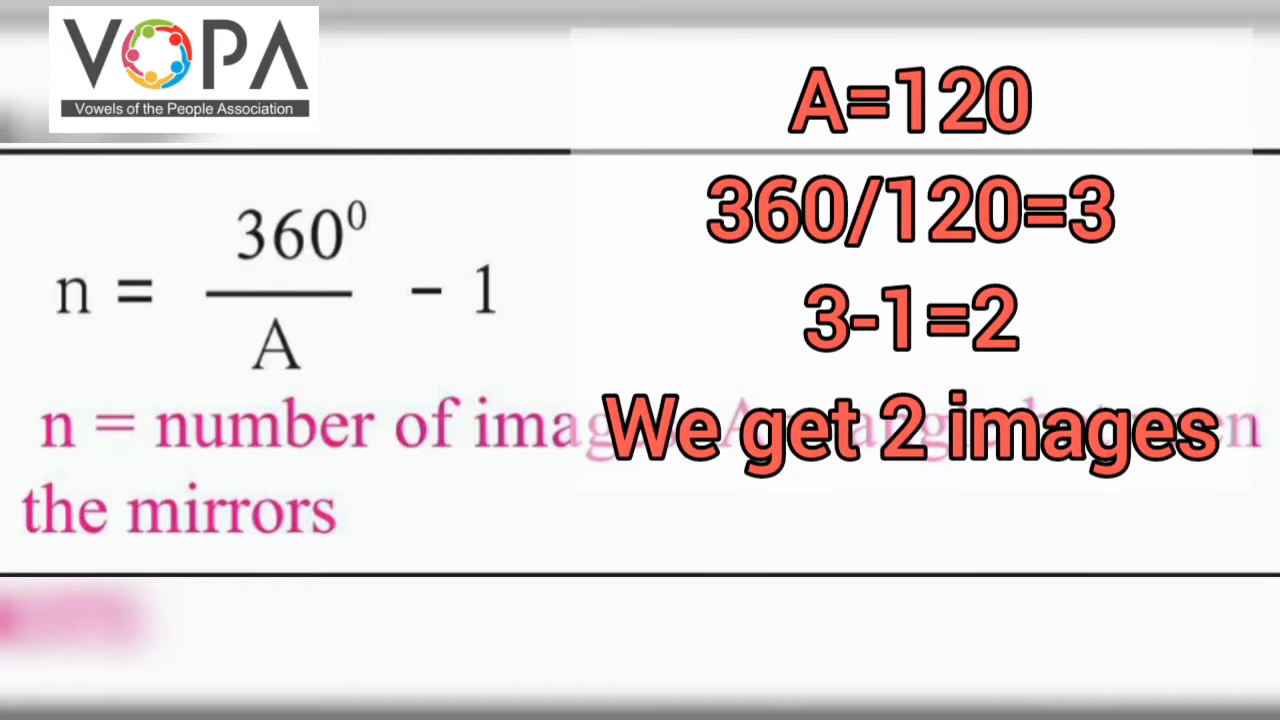 VOPA
Vowels of the People Association
A=120
360/120=3
3-1=2
We get 2 images
n = 360⁰ / A − 1
n = number of
the mirrors